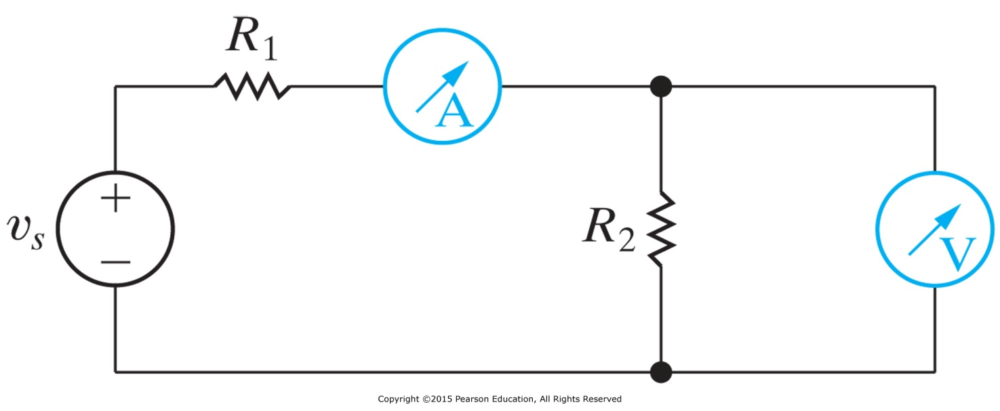 R1
A
+
vs
−
R2
V
Copyright ©2015 Pearson Education, All Rights Reserved